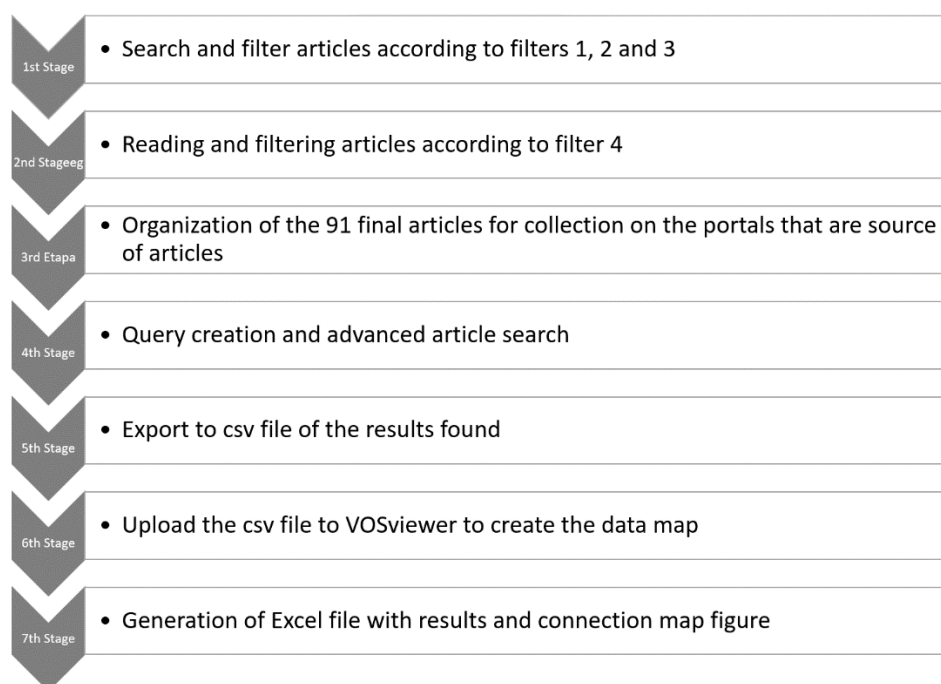 1st Stage
• Search and filter articles according to filters 1, 2 and 3
2nd Stageeg
• Reading and filtering articles according to filter 4
3rd Etapa
• Organization of the 91 final articles for collection on the portals that are source
of articles
4th Stage
• Query creation and advanced article search
5th Stage
• Export to csv file of the results found
6th Stage
• Upload the csv file to VOSviewer to create the data map
7th Stage
• Generation of Excel file with results and connection map figure